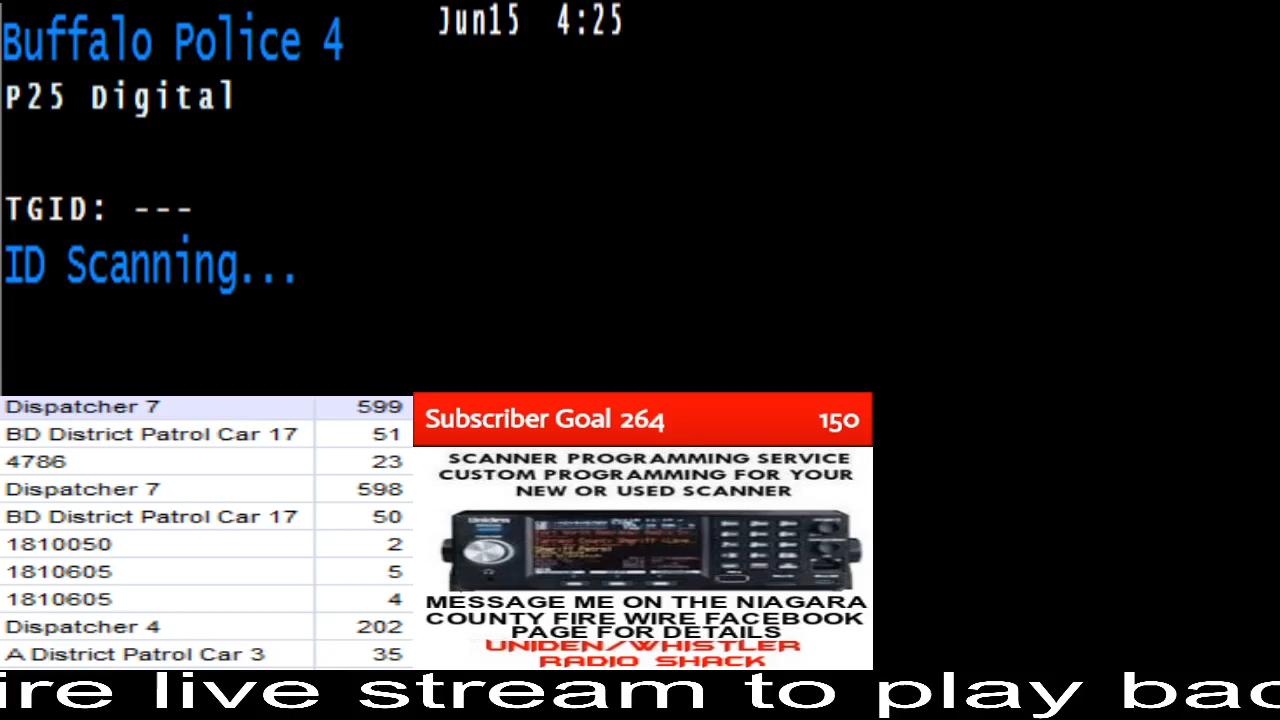 Buffalo Police 4
Jun15 4:25
P25 Digital
TGID: ---
ID Scanning...
Dispatcher 7 599
BD District Patrol Car 17 51
4786 23
Dispatcher 7 598
BD District Patrol Car 17 50
1810050 2
1810605 5
1810605 4
Dispatcher 4 202
A District Patrol Car 3 35
Subscriber Goal 264 150
SCANNER PROGRAMMING SERVICE
CUSTOM PROGRAMMING FOR YOUR
NEW OR USED SCANNER
Uniden
MESSAGE ME ON THE NIAGARA
COUNTY FIRE WIRE FACEBOOK
PAGE FOR DETAILS
UNIDEN/WHISTLER
RADIO SHACK
ire live stream to play bac